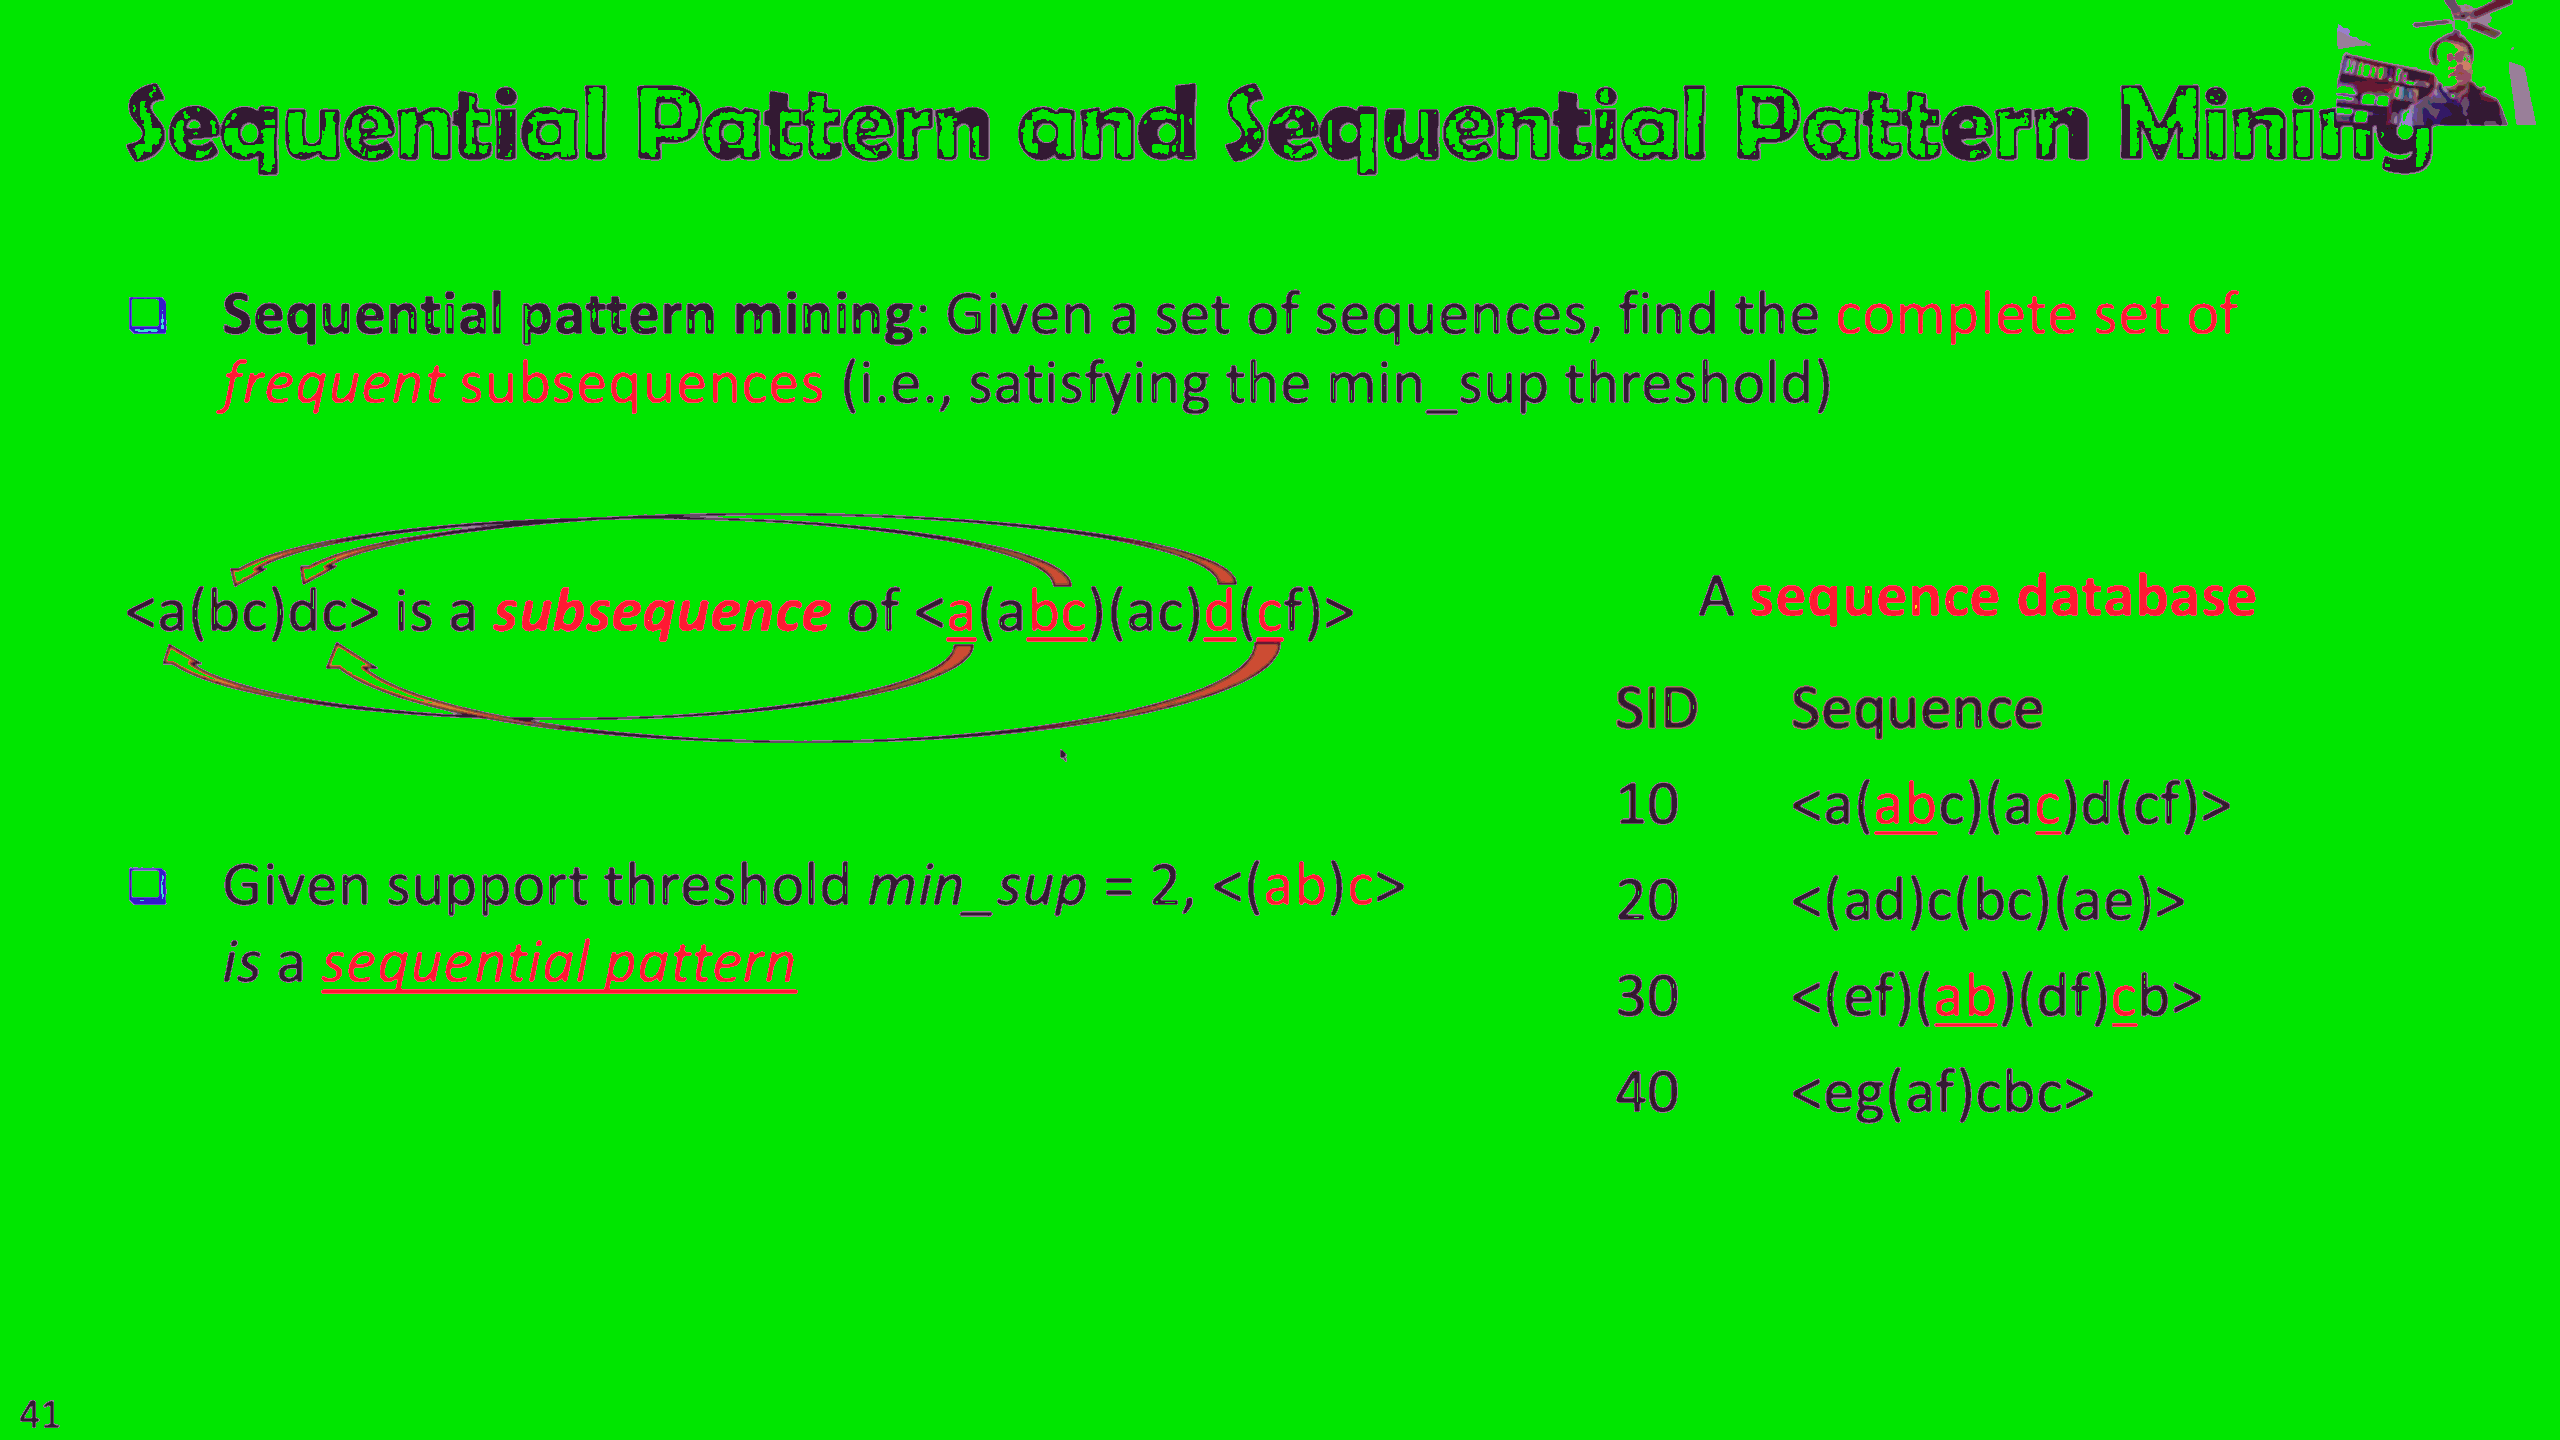 Sequential Pattern and Sequential Pattern Mining
Sequential pattern mining: Given a set of sequences, find the complete set of
frequent subsequences (i.e., satisfying the min_sup threshold)
<a(bc)dc> is a subsequence of <a(abc)(ac)d(cf)>
Given support threshold min_sup = 2, <(ab)c>
is a sequential pattern
A sequence database
SID Sequence
10 <a(abc)(ac)d(cf)>
20 <(ad)c(bc)(ae)>
30 <(ef)(ab)(df)cb>
40 <eg(af)cbc>
41